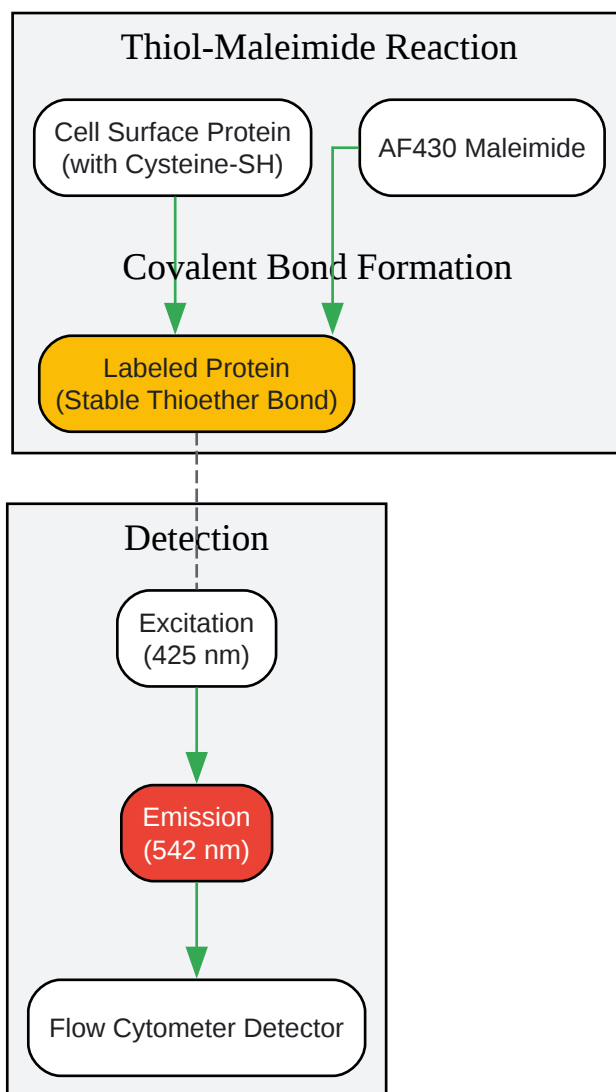 Thiol-Maleimide Reaction
Cell Surface Protein
(with Cysteine-SH)
AF430 Maleimide
Covalent Bond Formation
Labeled Protein
(Stable Thioether Bond)
Detection
Excitation
(425 nm)
Emission
(542 nm)
Flow Cytometer Detector